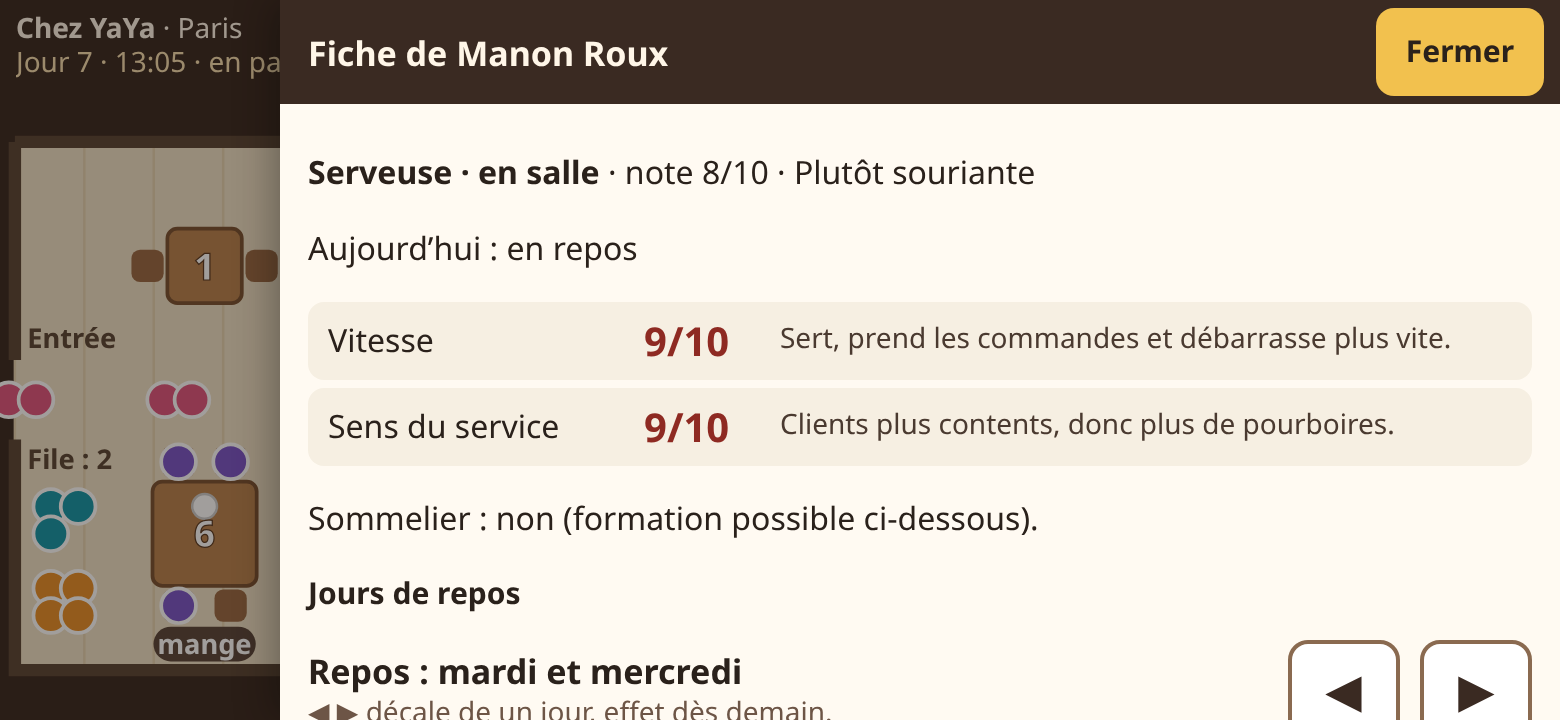 Chez YaYa · Paris
Jour 7 · 13:05 · en pa
Fiche de Manon Roux
Fermer
Serveuse · en salle · note 8/10 · Plutôt souriante
Aujourd’hui : en repos
Vitesse 9/10 Sert, prend les commandes et débarrasse plus vite.
Sens du service 9/10 Clients plus contents, donc plus de pourboires.
Sommelier : non (formation possible ci-dessous).
Jours de repos
Repos : mardi et mercredi
◀ ▶ décale de un jour, effet dès demain.
◀ ▶
1
Entrée
File : 2
6
mange